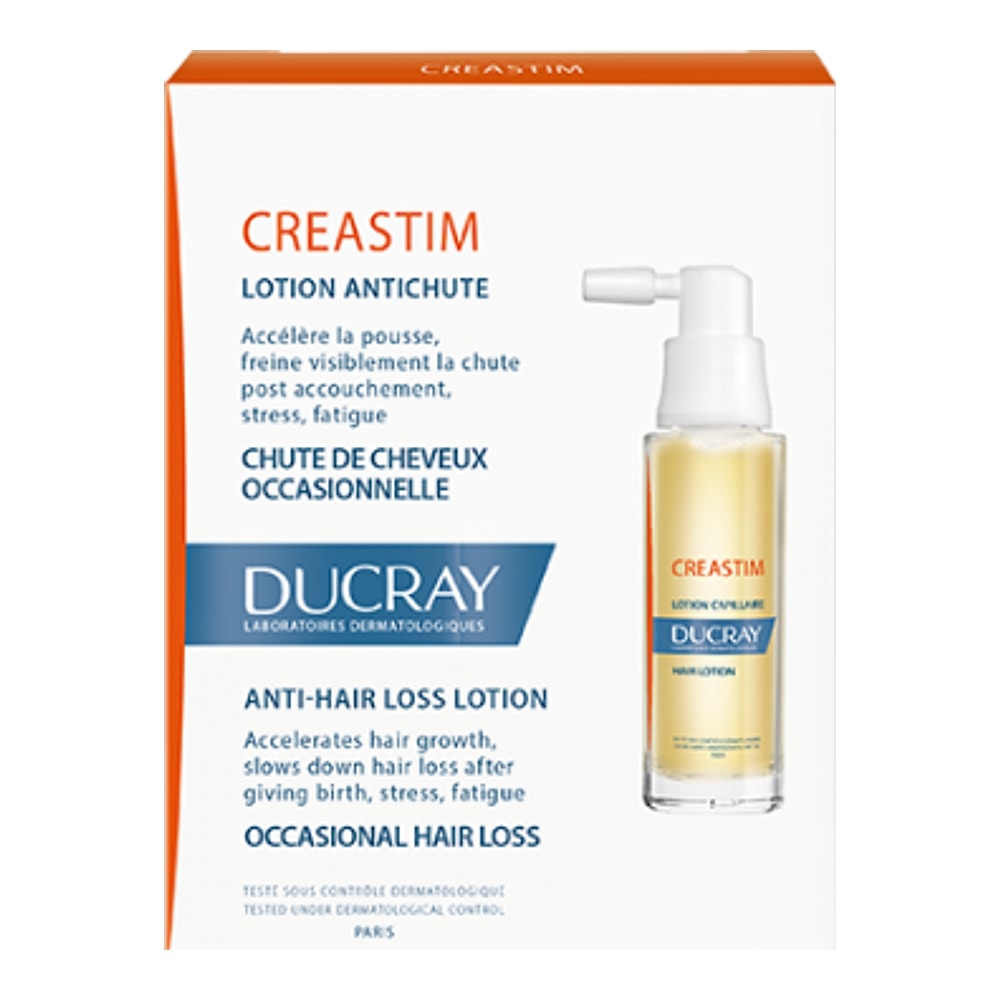 CREASTIM
CREASTIM
LOTION ANTICHUTE
Accélère la pousse,
freine visiblement la chute
post accouchement,
stress, fatigue
CHUTE DE CHEVEUX
OCCASIONNELLE
DUCRAY
LABORATOIRES DERMATOLOGIQUES
ANTI-HAIR LOSS LOTION
Accelerates hair growth,
slows down hair loss after
giving birth, stress, fatigue
OCCASIONAL HAIR LOSS
TESTÉ SOUS CONTRÔLE DERMATOLOGIQUE
TESTED UNDER DERMATOLOGICAL CONTROL
PARIS
CREASTIM
LOTION CAPILLAIRE
DUCRAY
HAIR LOTION